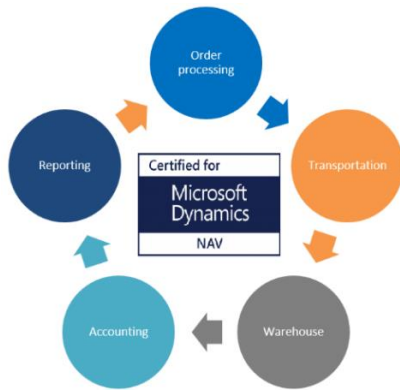 Order
processing
Reporting
Transportation
Certified for
Microsoft
Dynamics
NAV
Accounting
Warehouse